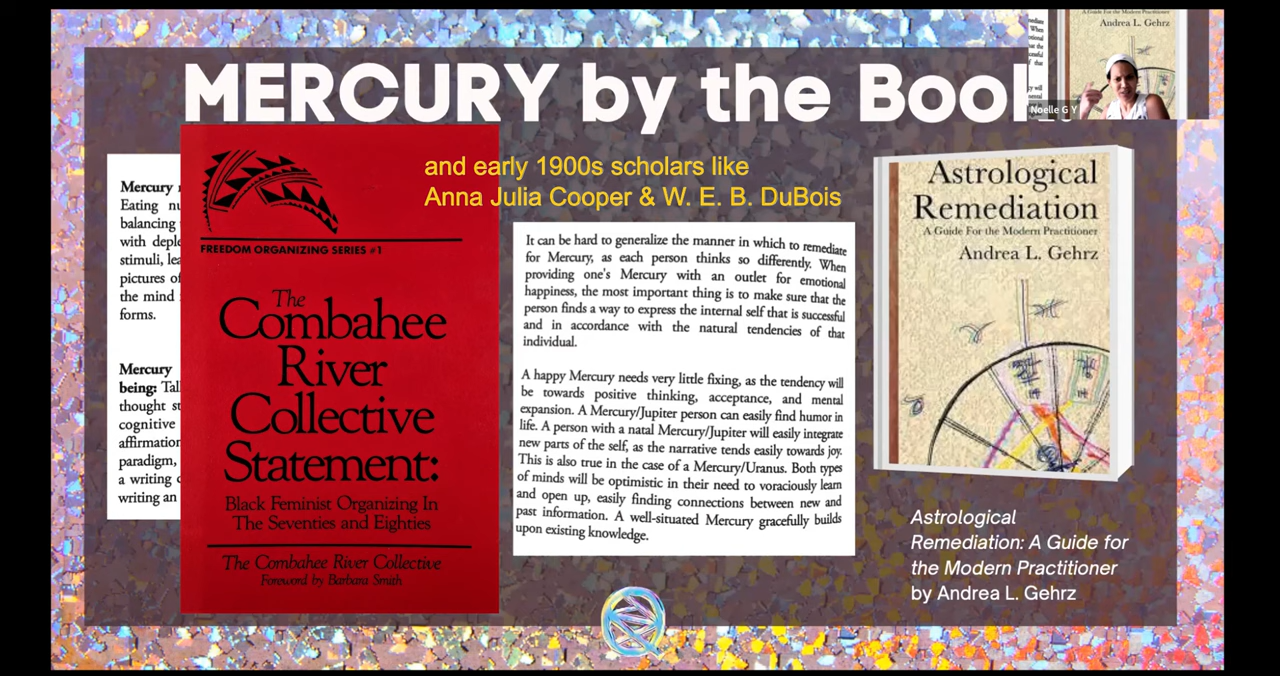 MERCURY by the Book
Andrea L. Gehrz
Noelle G Y
and early 1900s scholars like
Anna Julia Cooper & W. E. B. DuBois
Mercury
Eating
balancing
with
stimuli,
pictures of
the mind
forms.
Mercury
being:
thought
cognitive
paradigm,
a writing
writing an
FREEDOM ORGANIZING SERIES #1
The
Combahee
River
Collective
Statement:
Black Feminist Organizing In
The Seventies and Eighties
The Combahee River Collective
Foreword by Barbara Smith
It can be hard to generalize the manner in which to remediate
for Mercury, as each person thinks so differently. When
providing one's Mercury with an outlet for emotional
happiness, the most important thing is to make sure that the
person finds a way to express the internal self that is successful
and in accordance with the natural tendencies of that
individual.
A happy Mercury needs very little fixing, as the tendency will
be towards positive thinking, acceptance, and mental
expansion. A Mercury/Jupiter person can easily find humor in
life. A person with a natal Mercury/Jupiter will easily integrate
new parts of the self, as the narrative tends easily towards joy.
This is also true in the case of a Mercury/Uranus. Both types
of minds will be optimistic in their need to voraciously learn
and open up, easily finding connections between new and
past information. A well-situated Mercury gracefully builds
upon existing knowledge.
Astrological
Remediation
A Guide For the Modern Practitioner
Andrea L. Gehrz
Astrological
Remediation: A Guide for
the Modern Practitioner
by Andrea L. Gehrz